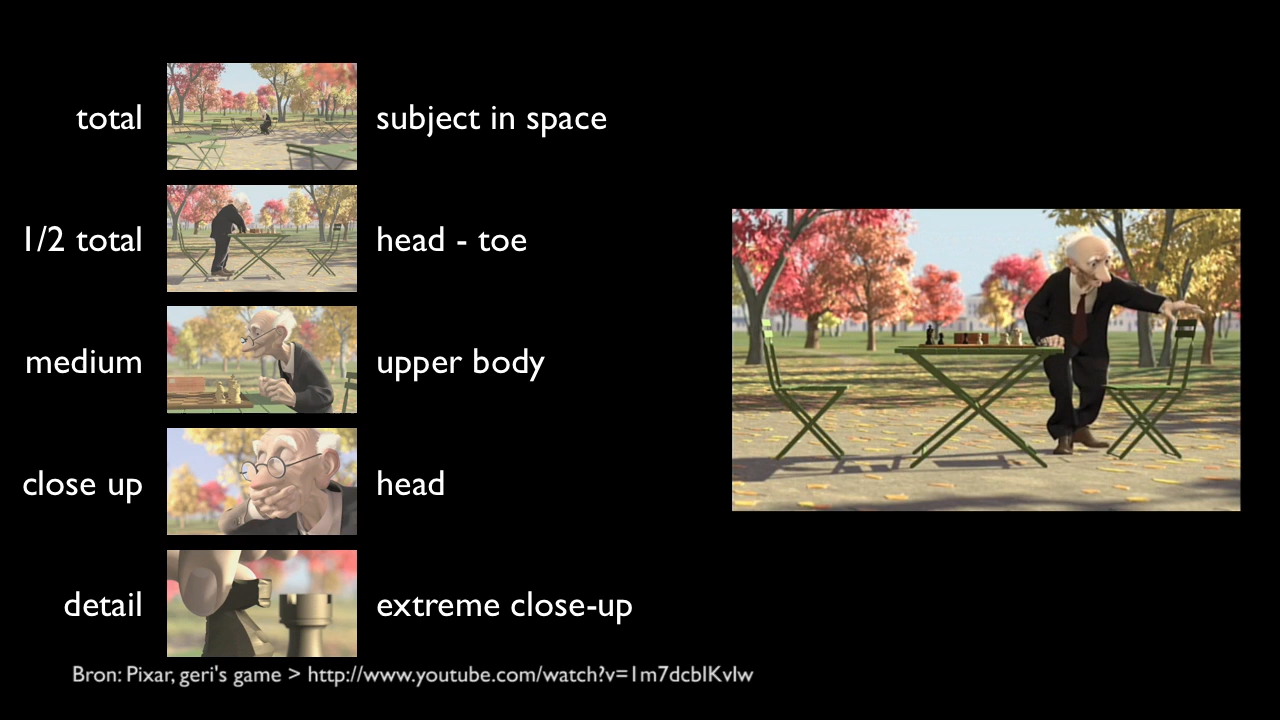 total
subject in space
1/2 total
head - toe
medium
upper body
close up
head
detail
extreme close-up
Bron: Pixar, geri's game > http://www.youtube.com/watch?v=1m7dcblKvlw